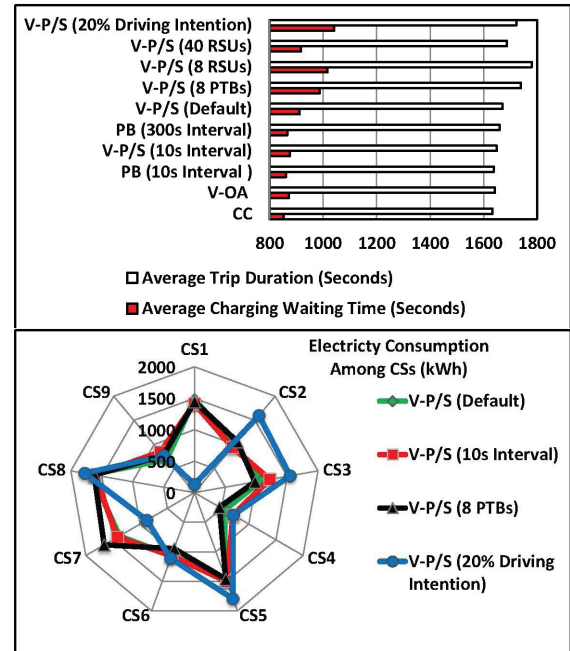 V-P/S (20% Driving Intention)
V-P/S (40 RSUs)
V-P/S (8 RSUs)
V-P/S (8 PTBs)
V-P/S (Default)
PB (300s Interval)
V-P/S (10s Interval)
PB (10s Interval )
V-OA
CC
800 1000 1200 1400 1600 1800
Average Trip Duration (Seconds)
Average Charging Waiting Time (Seconds)
Electricty Consumption
Among CSs (kWh)
CS1
CS2
CS3
CS4
CS5
CS6
CS7
CS8
CS9
2000
1500
1000
500
0
V-P/S (Default)
V-P/S (10s Interval)
V-P/S (8 PTBs)
V-P/S (20% Driving
Intention)